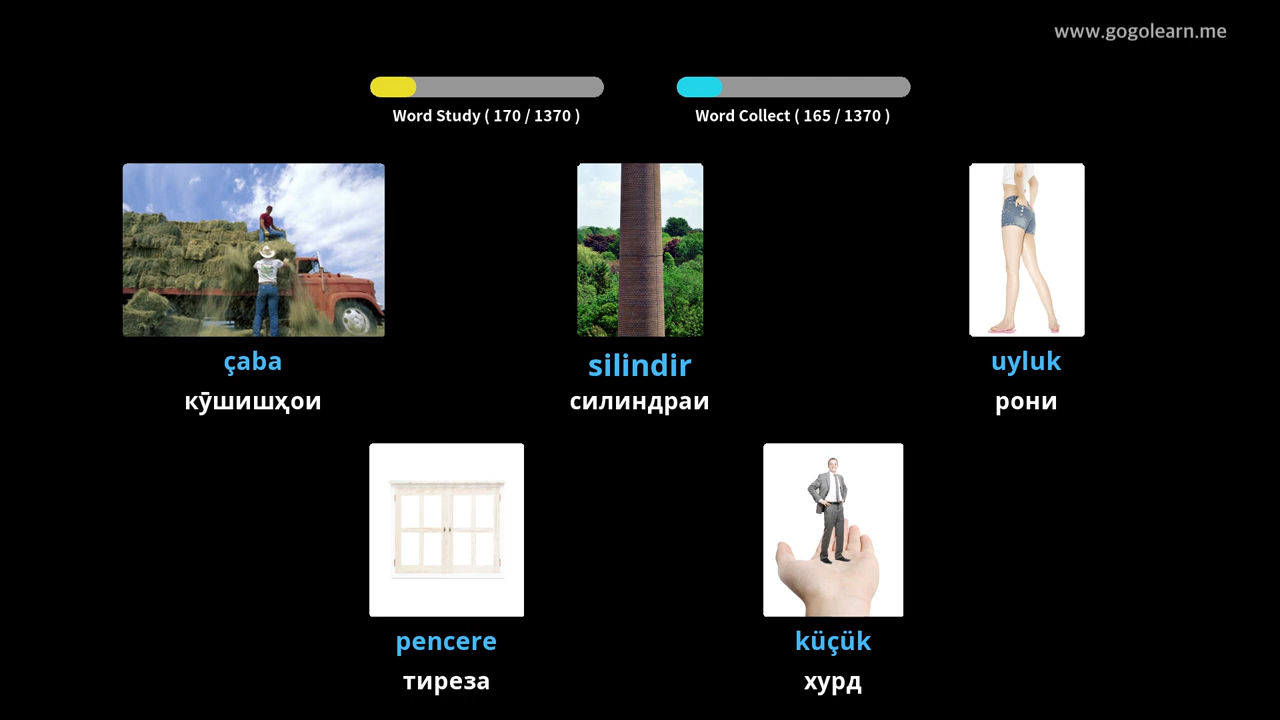 www.gogolearn.me
Word Study ( 170 / 1370 )
Word Collect ( 165 / 1370 )
çaba
silindir
uyluk
кӯшишҳои
силиндраи
рони
pencere
küçük
тиреза
хурд